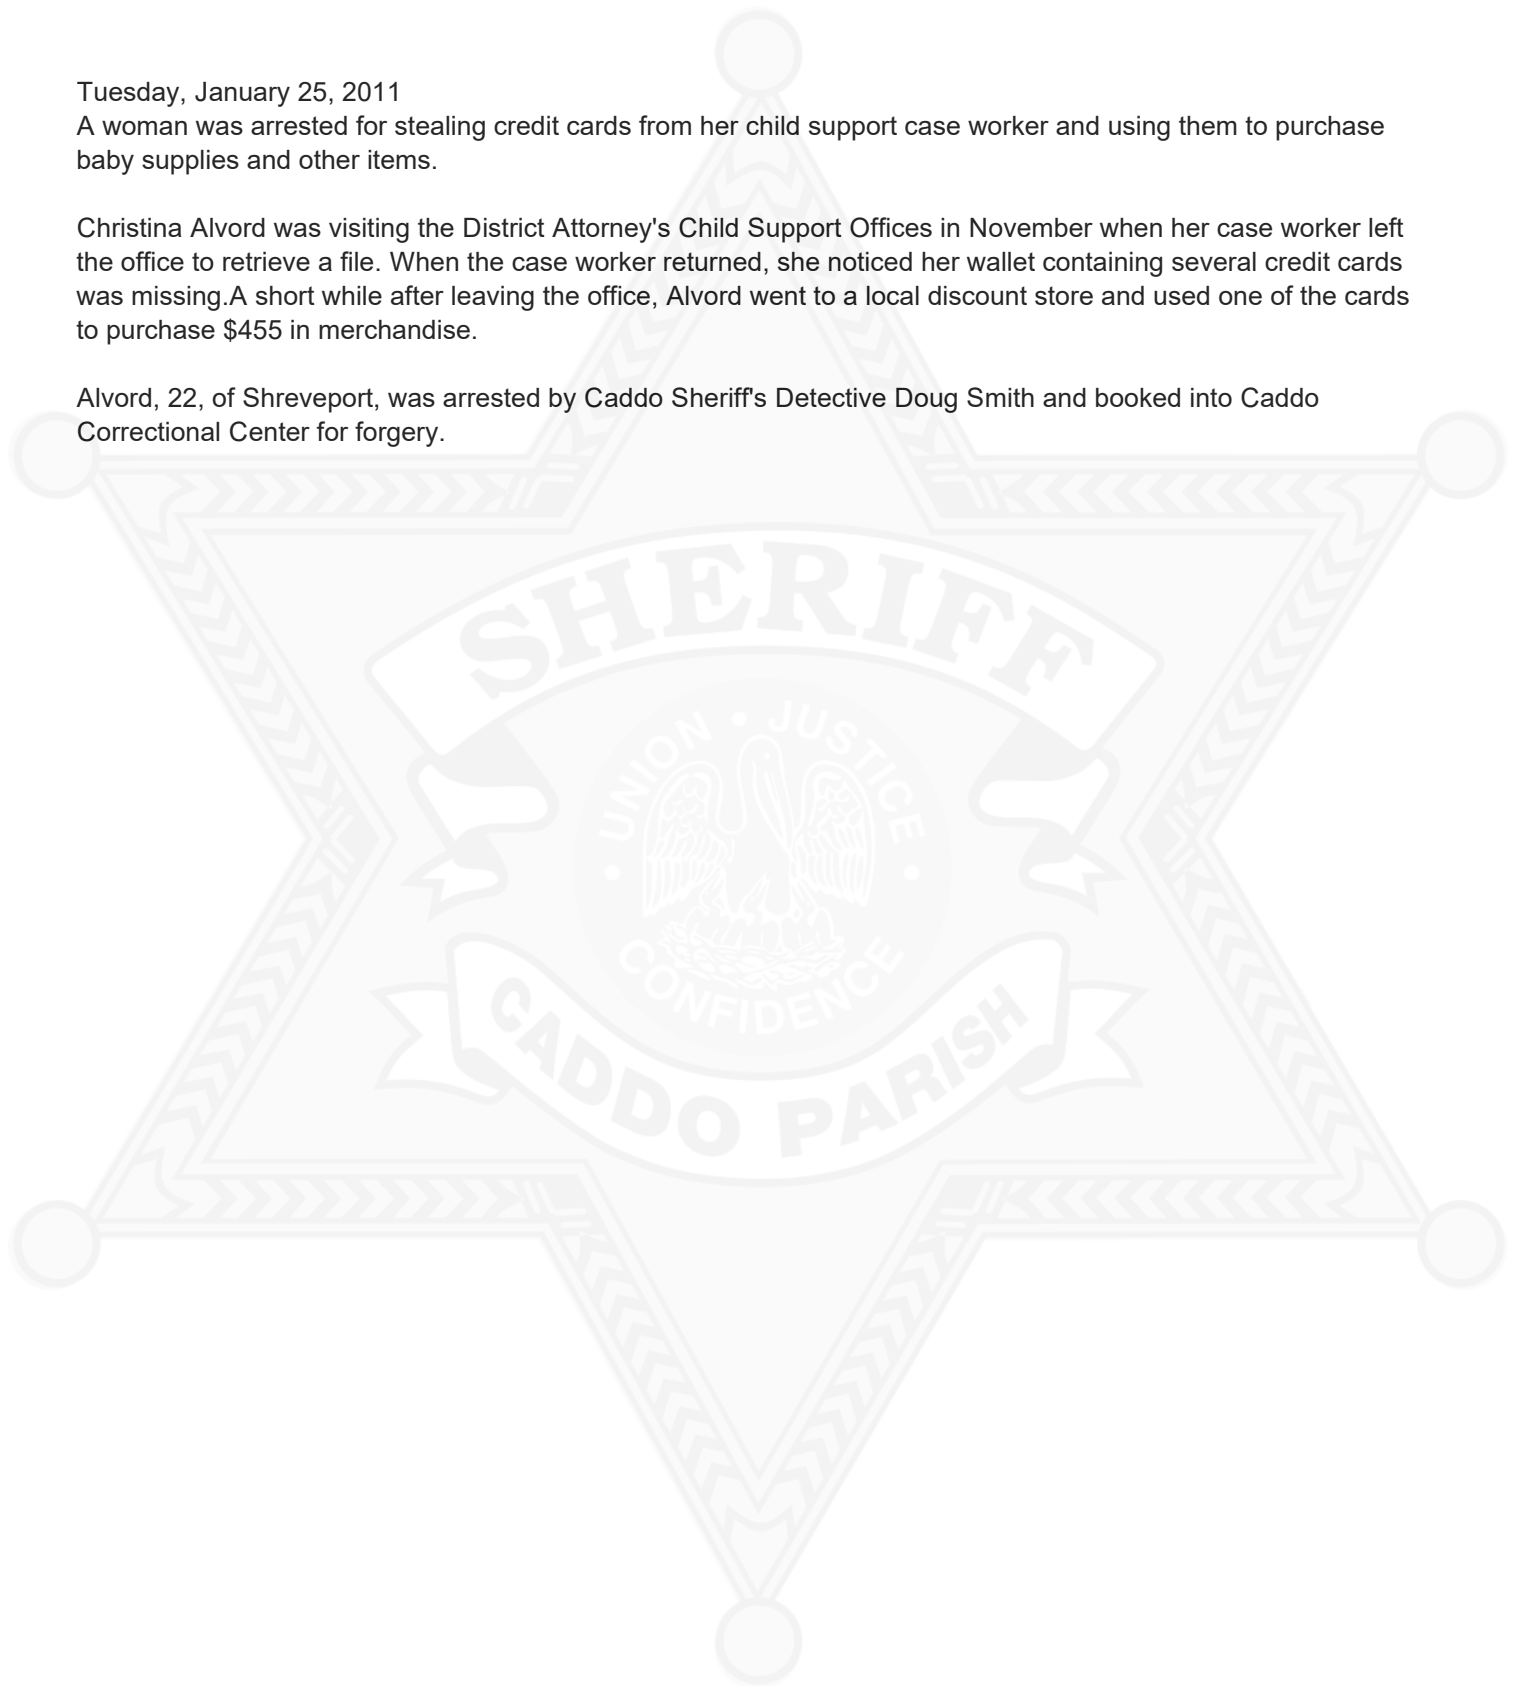 Tuesday, January 25, 2011
A woman was arrested for stealing credit cards from her child support case worker and using them to purchase
baby supplies and other items.
Christina Alvord was visiting the District Attorney's Child Support Offices in November when her case worker left
the office to retrieve a file. When the case worker returned, she noticed her wallet containing several credit cards
was missing.A short while after leaving the office, Alvord went to a local discount store and used one of the cards
to purchase $455 in merchandise.
Alvord, 22, of Shreveport, was arrested by Caddo Sheriff's Detective Doug Smith and booked into Caddo
Correctional Center for forgery.
SHERIFF
UNION • JUSTICE
• CONFIDENCE •
CADDO PARISH